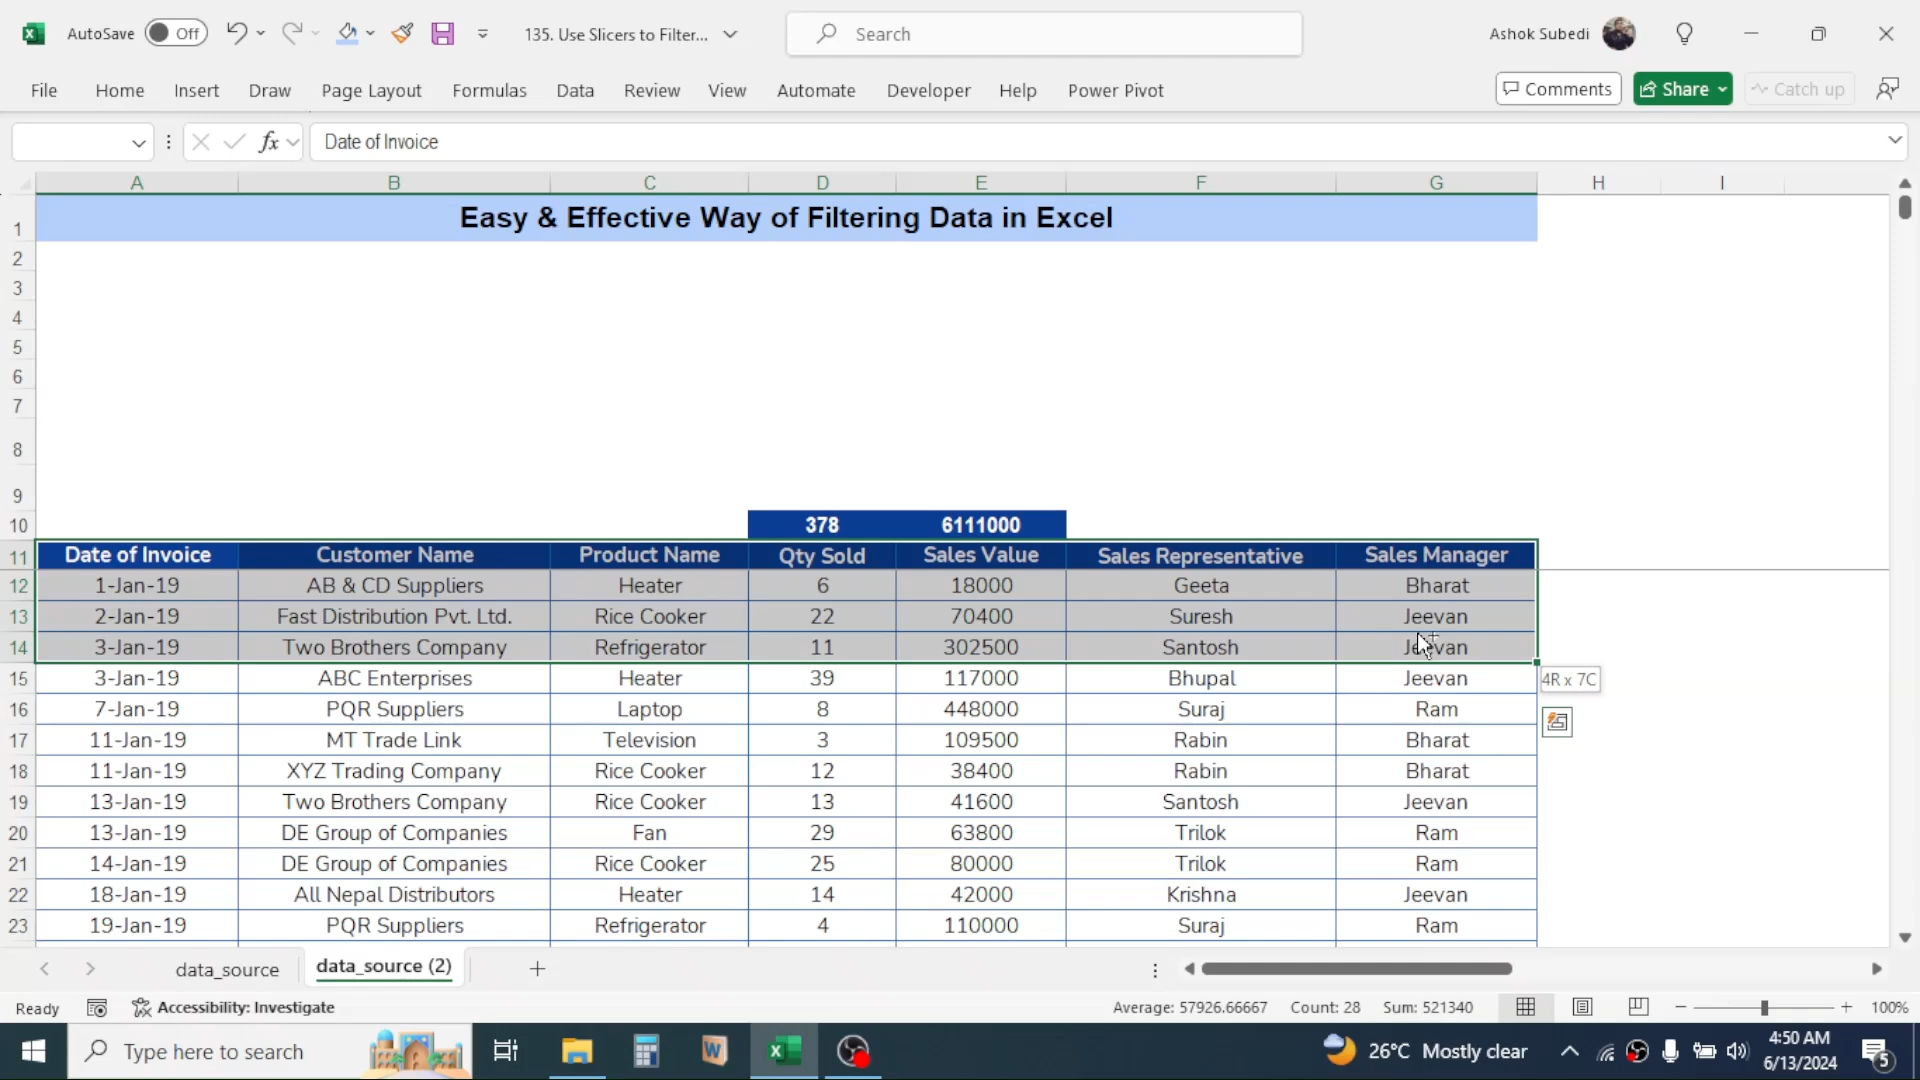 AutoSave Off 135. Use Slicers to Filter... Search Ashok Subedi
File Home Insert Draw Page Layout Formulas Data Review View Automate Developer Help Power Pivot Comments Share Catch up
fx Date of Invoice
A B C D E F G H I
1 Easy & Effective Way of Filtering Data in Excel
2
3
4
5
6
7
8
9
10 378 6111000
11 Date of Invoice Customer Name Product Name Qty Sold Sales Value Sales Representative Sales Manager
12 1-Jan-19 AB & CD Suppliers Heater 6 18000 Geeta Bharat
13 2-Jan-19 Fast Distribution Pvt. Ltd. Rice Cooker 22 70400 Suresh Jeevan
14 3-Jan-19 Two Brothers Company Refrigerator 11 302500 Santosh Jeevan
15 3-Jan-19 ABC Enterprises Heater 39 117000 Bhupal Jeevan 4R x 7C
16 7-Jan-19 PQR Suppliers Laptop 8 448000 Suraj Ram
17 11-Jan-19 MT Trade Link Television 3 109500 Rabin Bharat
18 11-Jan-19 XYZ Trading Company Rice Cooker 12 38400 Rabin Bharat
19 13-Jan-19 Two Brothers Company Rice Cooker 13 41600 Santosh Jeevan
20 13-Jan-19 DE Group of Companies Fan 29 63800 Trilok Ram
21 14-Jan-19 DE Group of Companies Rice Cooker 25 80000 Trilok Ram
22 18-Jan-19 All Nepal Distributors Heater 14 42000 Krishna Jeevan
23 19-Jan-19 PQR Suppliers Refrigerator 4 110000 Suraj Ram
data_source data_source (2)
Ready Accessibility: Investigate Average: 57926.66667 Count: 28 Sum: 521340 100%
Type here to search W 26°C Mostly clear 4:50 AM 5
6/13/2024